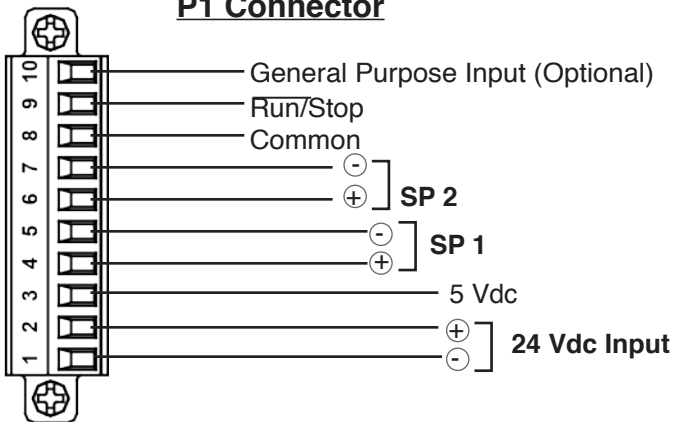 P1 Connector
10 General Purpose Input (Optional)
9 Run/Stop
8 Common
7 -
6 + SP 2
5 -
SP 1
4 +
3 5 Vdc
2 +
24 Vdc Input
1 -